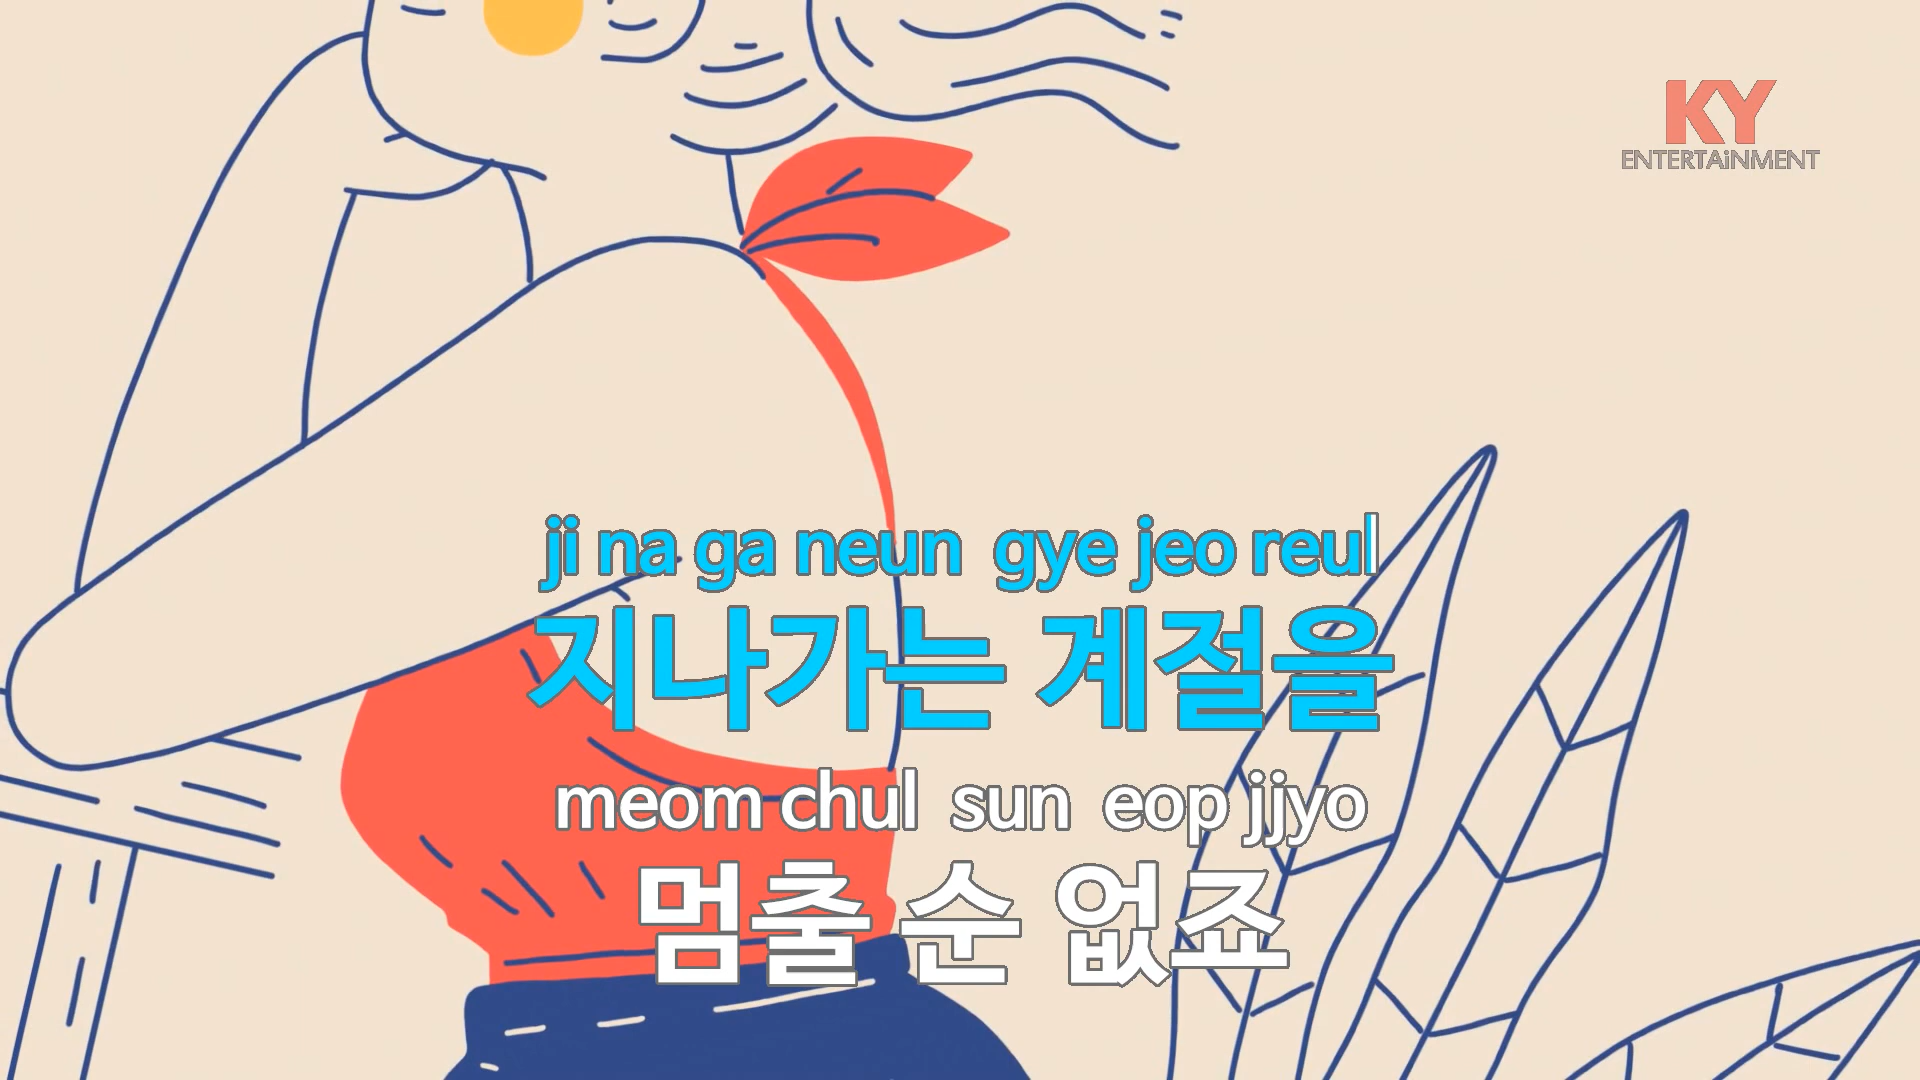 KY
ENTERTAiNMENT
ji na ga neun gye jeo reul
지나가는 계절을
meom chul sun eop jjyo
멈출 순 없죠